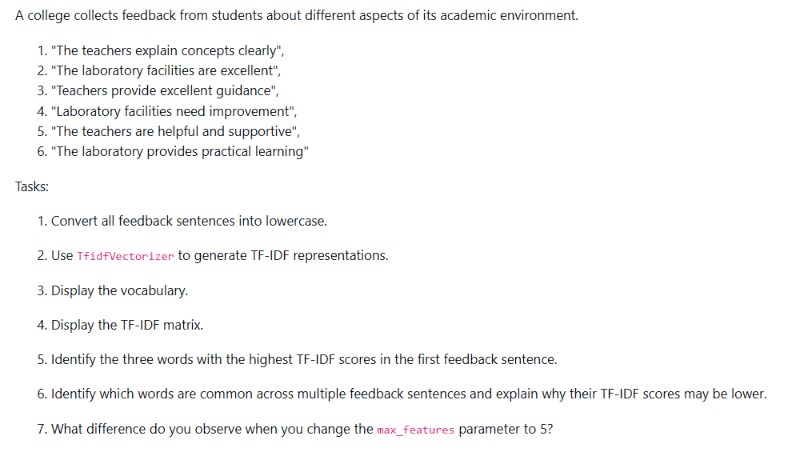 A college collects feedback from students about different aspects of its academic environment.
1. "The teachers explain concepts clearly",
2. "The laboratory facilities are excellent",
3. "Teachers provide excellent guidance",
4. "Laboratory facilities need improvement",
5. "The teachers are helpful and supportive",
6. "The laboratory provides practical learning"
Tasks:
1. Convert all feedback sentences into lowercase.
2. Use TfidfVectorizer to generate TF-IDF representations.
3. Display the vocabulary.
4. Display the TF-IDF matrix.
5. Identify the three words with the highest TF-IDF scores in the first feedback sentence.
6. Identify which words are common across multiple feedback sentences and explain why their TF-IDF scores may be lower.
7. What difference do you observe when you change the max_features parameter to 5?